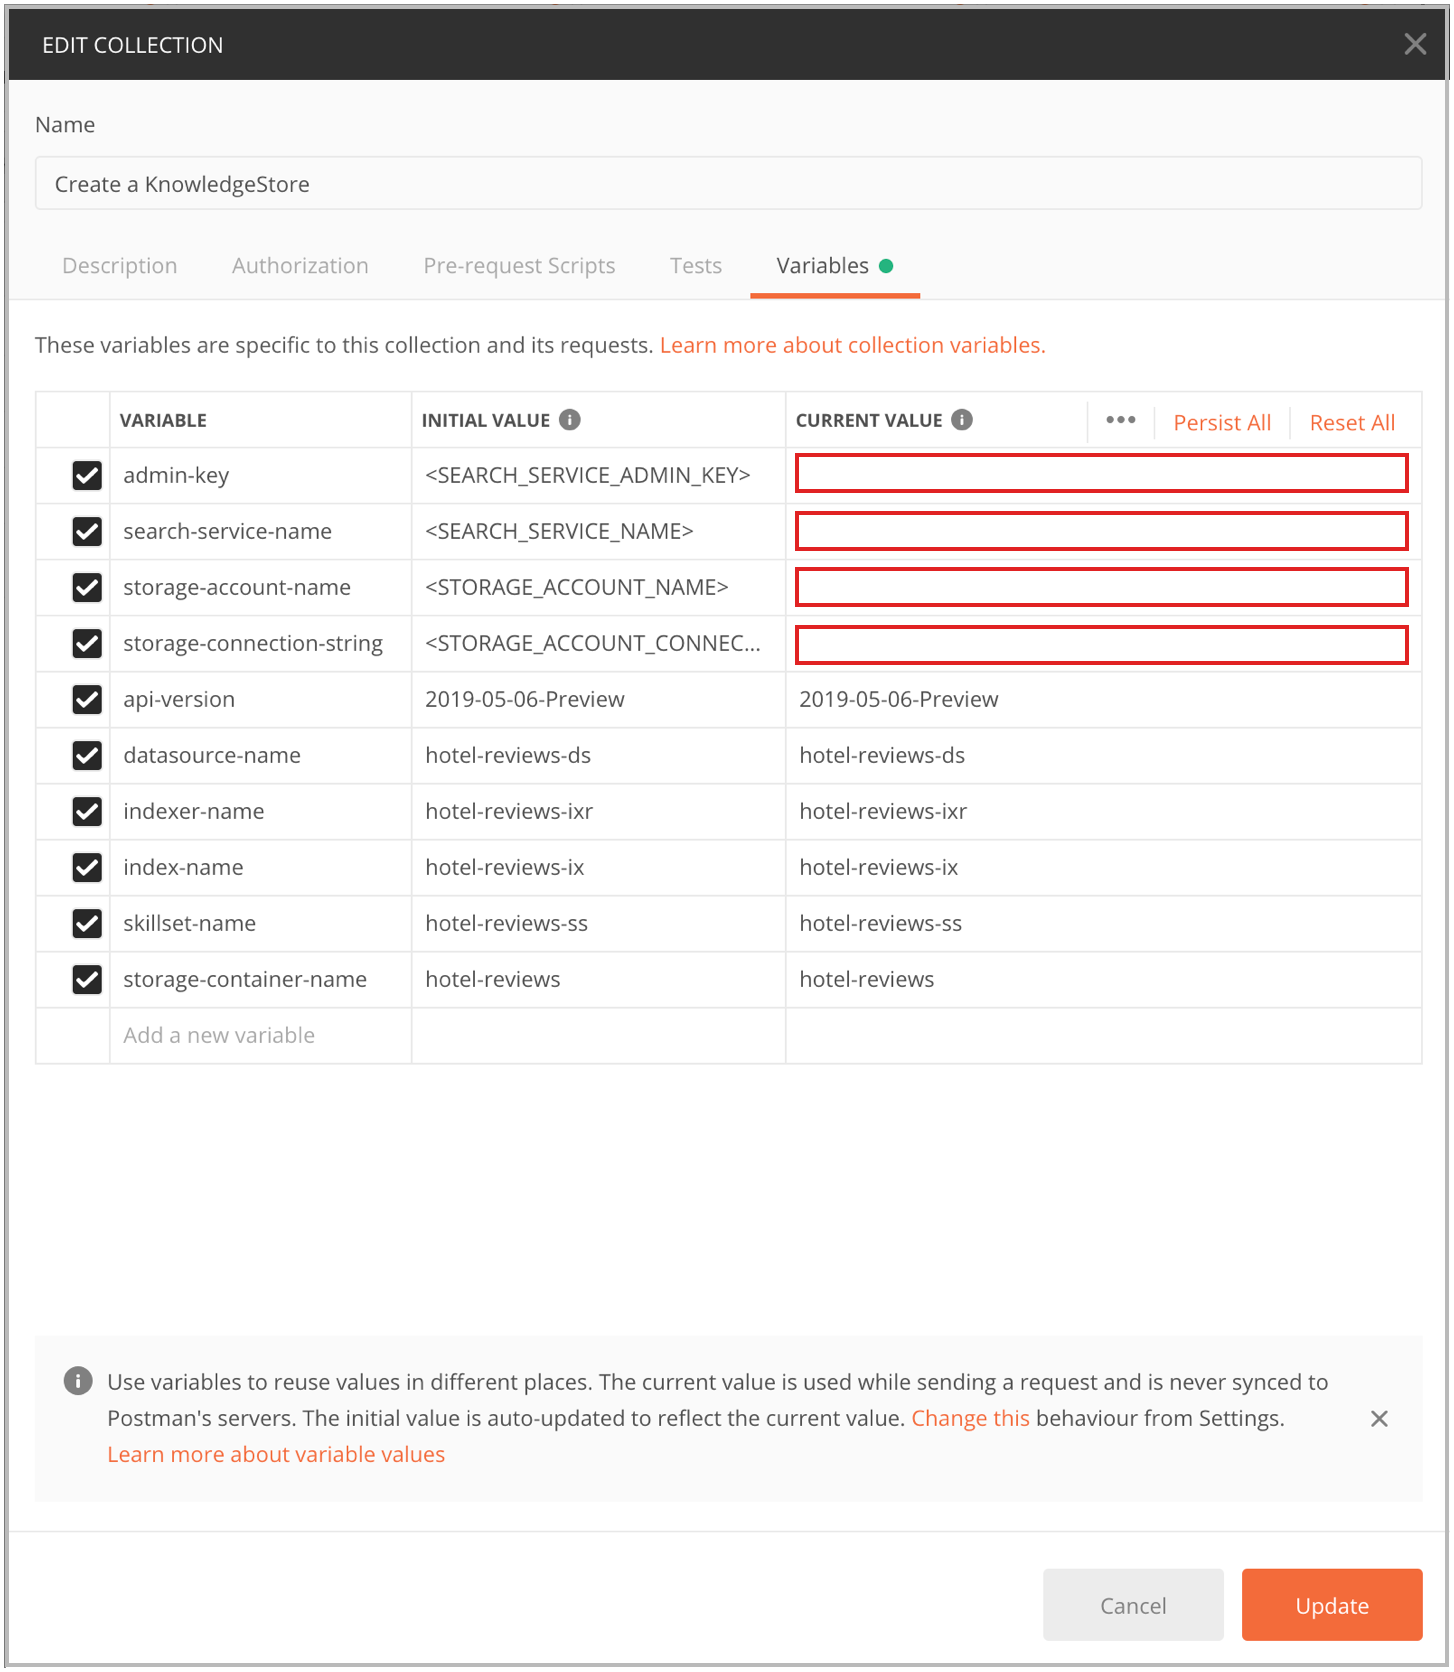 EDIT COLLECTION
Name
Create a KnowledgeStore
Description Authorization Pre-request Scripts Tests Variables
These variables are specific to this collection and its requests. Learn more about collection variables.
VARIABLE INITIAL VALUE CURRENT VALUE ••• Persist All Reset All
admin-key <SEARCH_SERVICE_ADMIN_KEY>
search-service-name <SEARCH_SERVICE_NAME>
storage-account-name <STORAGE_ACCOUNT_NAME>
storage-connection-string <STORAGE_ACCOUNT_CONNEC...
api-version 2019-05-06-Preview 2019-05-06-Preview
datasource-name hotel-reviews-ds hotel-reviews-ds
indexer-name hotel-reviews-ixr hotel-reviews-ixr
index-name hotel-reviews-ix hotel-reviews-ix
skillset-name hotel-reviews-ss hotel-reviews-ss
storage-container-name hotel-reviews hotel-reviews
Add a new variable
Use variables to reuse values in different places. The current value is used while sending a request and is never synced to
Postman's servers. The initial value is auto-updated to reflect the current value. Change this behaviour from Settings.
Learn more about variable values
Cancel Update